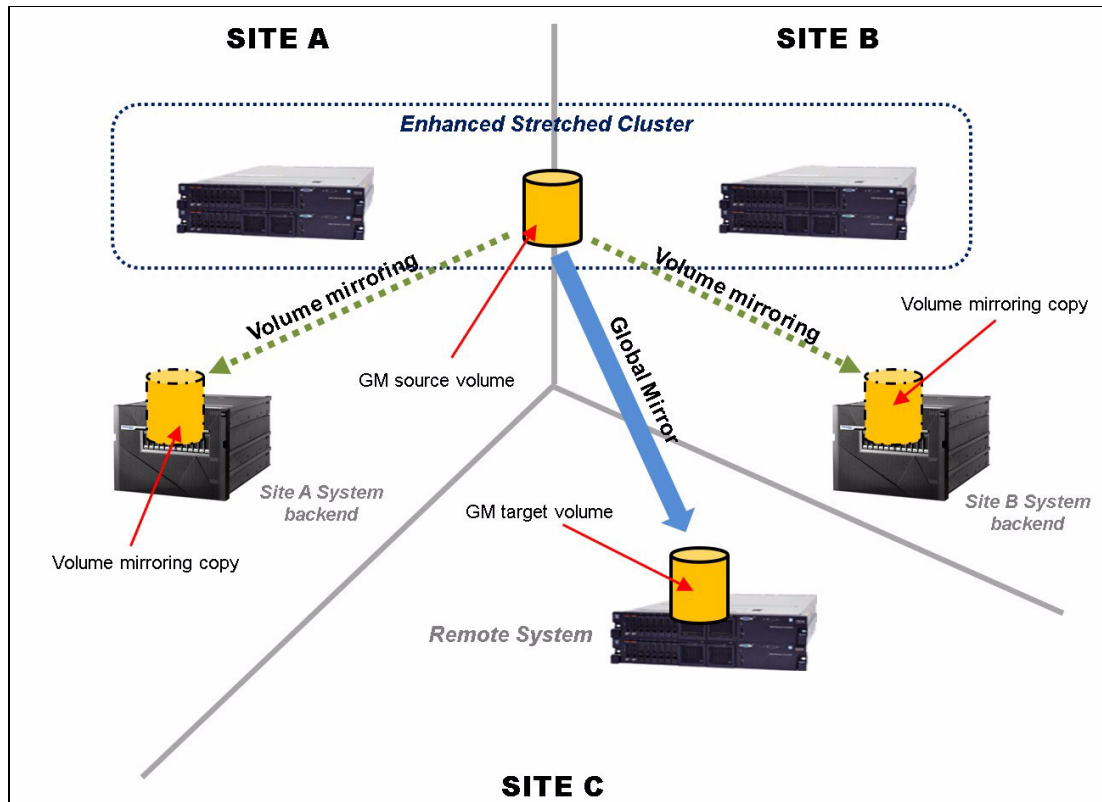 SITE A
SITE B
Enhanced Stretched Cluster
Volume mirroring
Volume mirroring
Volume mirroring copy
GM source volume
Global Mirror
Site A System
backend
Site B System
backend
GM target volume
Volume mirroring copy
Remote System
SITE C